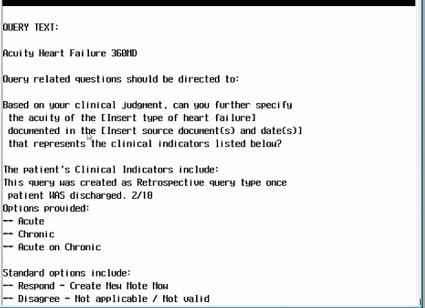 QUERY TEXT:
Acuity Heart Failure 360MD
Query related questions should be directed to:
Based on your clinical judgment, can you further specify
the acuity of the [Insert type of heart failure]
documented in the [Insert source document(s) and date(s)]
that represents the clinical indicators listed below?
The patient's Clinical Indicators include:
This query was created as Retrospective query type once
patient WAS discharged. 2/18
Options provided:
-- Acute
-- Chronic
-- Acute on Chronic
Standard options include:
-- Respond - Create New Note Now
-- Disagree - Not applicable / Not valid